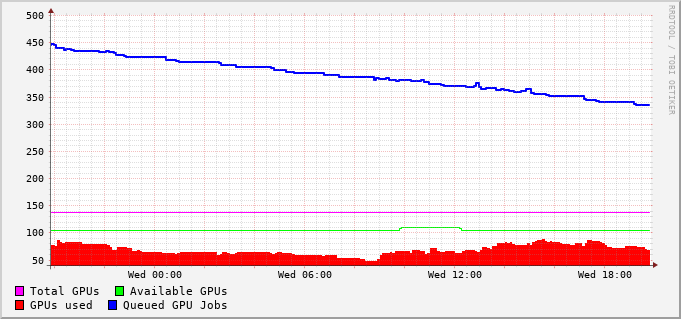 500
450
400
350
300
250
200
150
100
50
Wed 00:00 Wed 06:00 Wed 12:00 Wed 18:00
Total GPUs Available GPUs
GPUs used Queued GPU Jobs
RRDTOOL / TOBI OETIKER